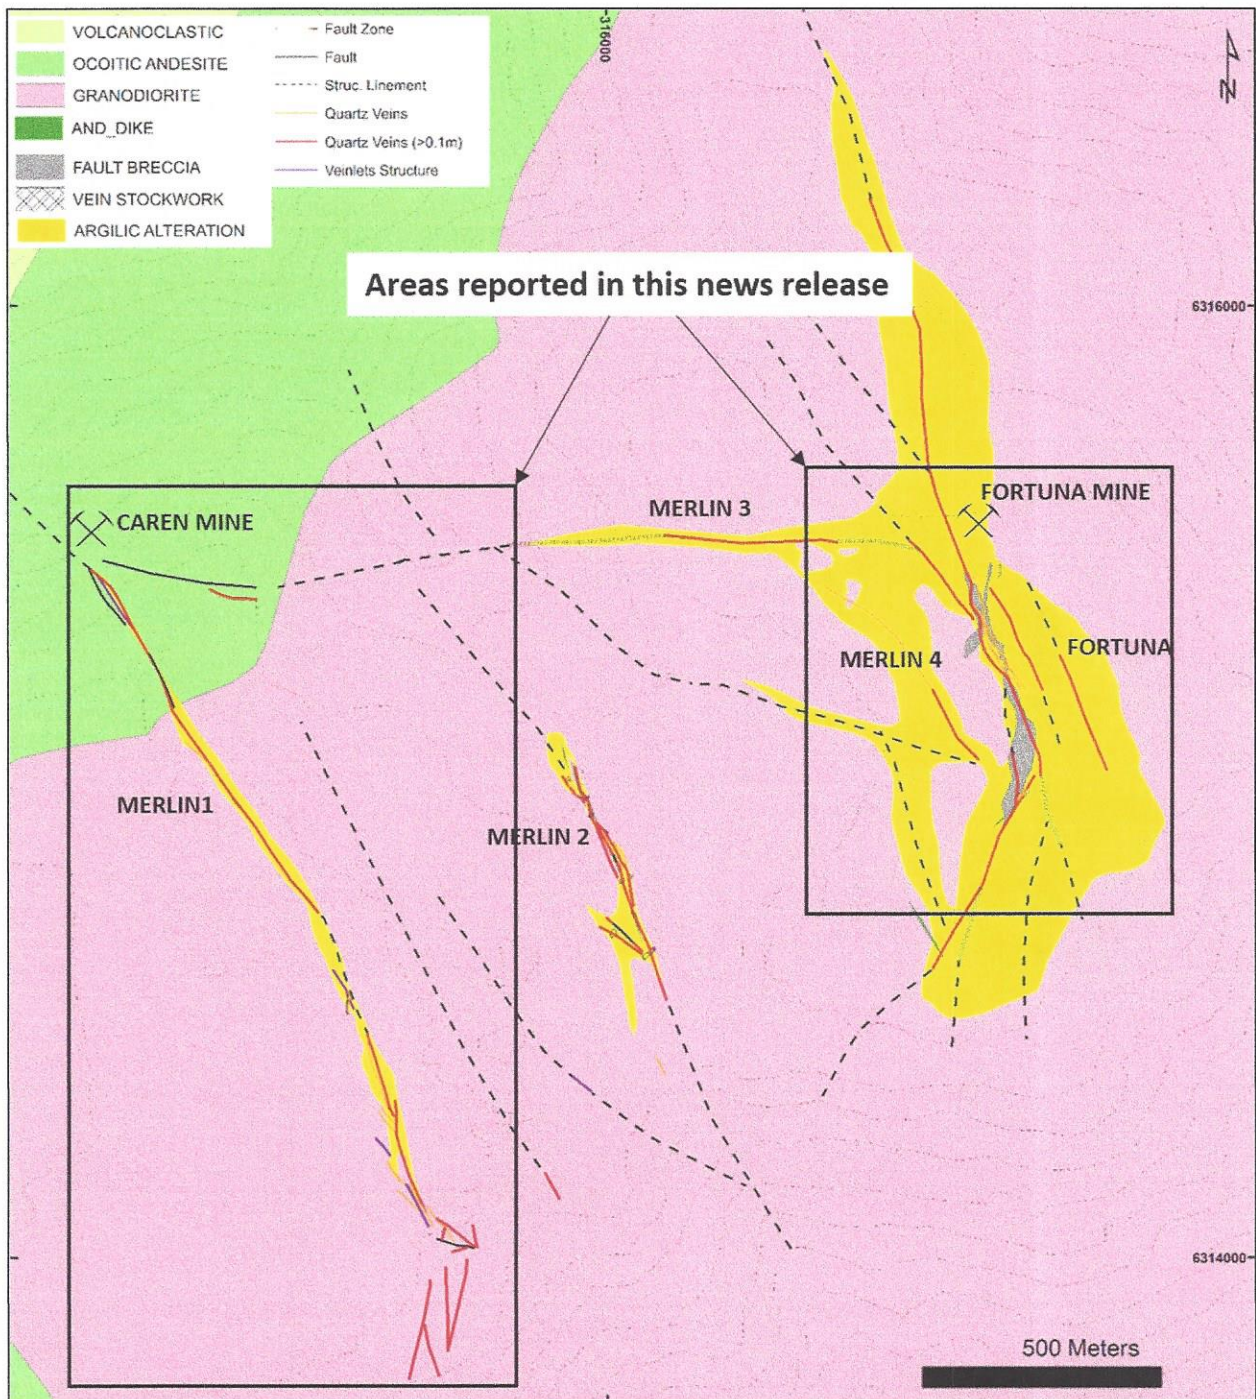 VOLCANOCLASTIC
OCOITIC ANDESITE
GRANODIORITE
AND_DIKE
FAULT BRECCIA
VEIN STOCKWORK
ARGILIC ALTERATION
Fault Zone
Fault
Struc. Linement
Quartz Veins
Quartz Veins (>0.1m)
Veinlets Structure
316000
N
Areas reported in this news release
6316000
CAREN MINE
MERLIN 3
FORTUNA MINE
MERLIN 4
FORTUNA
MERLIN1
MERLIN 2
6314000
500 Meters